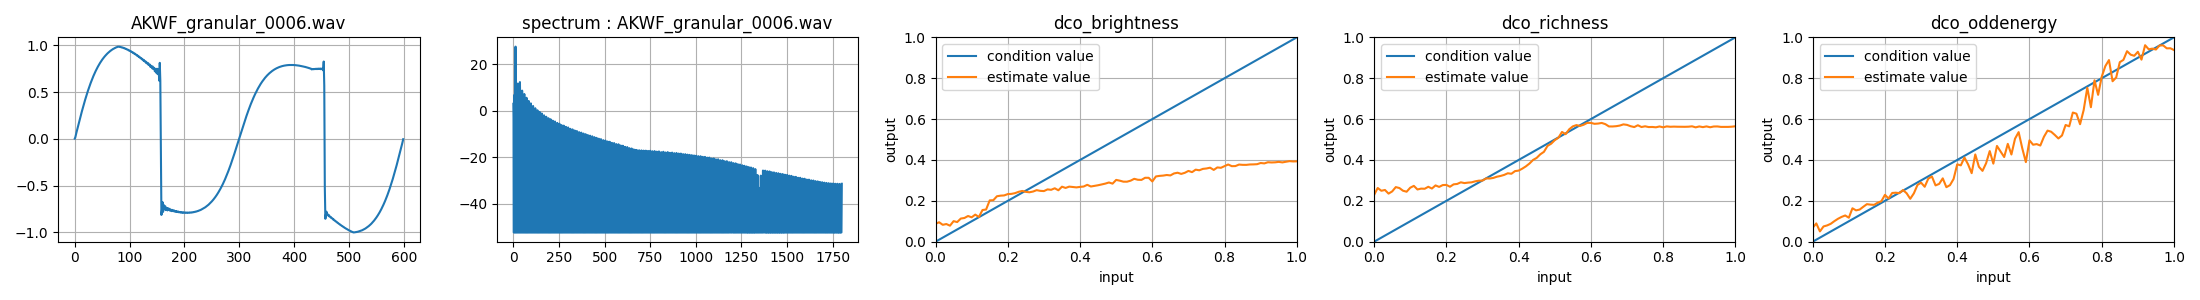 AKWF_granular_0006.wav
1.0
0.5
0.0
−0.5
−1.0
0 100 200 300 400 500 600
spectrum : AKWF_granular_0006.wav
20
0
−20
−40
0 250 500 750 1000 1250 1500 1750
dco_brightness
condition value
estimate value
output
1.0
0.8
0.6
0.4
0.2
0.0
0.0 0.2 0.4 0.6 0.8 1.0
input
dco_richness
condition value
estimate value
output
1.0
0.8
0.6
0.4
0.2
0.0
0.0 0.2 0.4 0.6 0.8 1.0
input
dco_oddenergy
condition value
estimate value
output
1.0
0.8
0.6
0.4
0.2
0.0
0.0 0.2 0.4 0.6 0.8 1.0
input